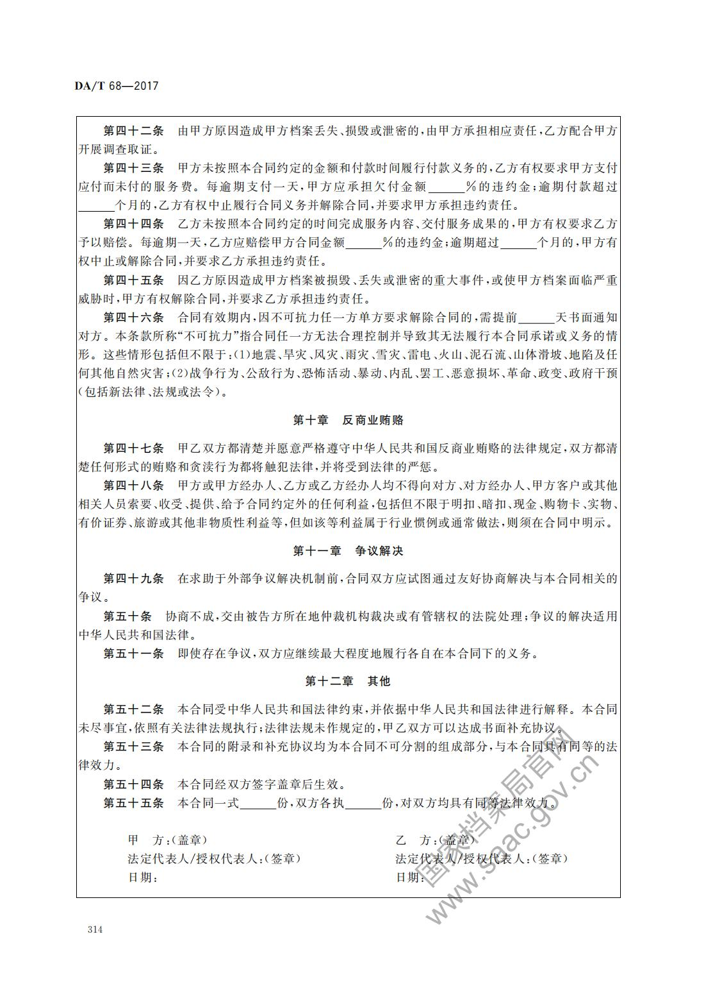 DA/T 68—2017
第四十二条　由甲方原因造成甲方档案丢失、损毁或泄密的,由甲方承担相应责任,乙方配合甲方
开展调查取证。
第四十三条　甲方未按照本合同约定的金额和付款时间履行付款义务的,乙方有权要求甲方支付
应付而未付的服务费。每逾期支付一天,甲方应承担欠付金额______%的违约金;逾期付款超过
______个月的,乙方有权中止履行合同义务并解除合同,并要求甲方承担违约责任。
第四十四条　乙方未按照本合同约定的时间完成服务内容、交付服务成果的,甲方有权要求乙方
予以赔偿。每逾期一天,乙方应赔偿甲方合同金额______%的违约金;逾期超过______个月的,甲方有
权中止或解除合同,并要求乙方承担违约责任。
第四十五条　因乙方原因造成甲方档案被损毁、丢失或泄密的重大事件,或使甲方档案面临严重
威胁时,甲方有权解除合同,并要求乙方承担违约责任。
第四十六条　合同有效期内,因不可抗力任一方单方要求解除合同的,需提前______天书面通知
对方。本条款所称“不可抗力”指合同任一方无法合理控制并导致其无法履行本合同承诺或义务的情
形。这些情形包括但不限于:(1)地震、旱灾、风灾、雨灾、雪灾、雷电、火山、泥石流、山体滑坡、地陷及任
何其他自然灾害;(2)战争行为、公敌行为、恐怖活动、暴动、内乱、罢工、恶意损坏、革命、政变、政府干预
(包括新法律、法规或法令)。
第十章　反商业贿赂
第四十七条　甲乙双方都清楚并愿意严格遵守中华人民共和国反商业贿赂的法律规定,双方都清
楚任何形式的贿赂和贪渎行为都将触犯法律,并将受到法律的严惩。
第四十八条　甲方或甲方经办人、乙方或乙方经办人均不得向对方、对方经办人、甲方客户或其他
相关人员索要、收受、提供、给予合同约定外的任何利益,包括但不限于明扣、暗扣、现金、购物卡、实物、
有价证券、旅游或其他非物质性利益等,但如该等利益属于行业惯例或通常做法,则须在合同中明示。
第十一章　争议解决
第四十九条　在求助于外部争议解决机制前,合同双方应试图通过友好协商解决与本合同相关的
争议。
第五十条　协商不成,交由被告方所在地仲裁机构裁决或有管辖权的法院处理;争议的解决适用
中华人民共和国法律。
第五十一条　即使存在争议,双方应继续最大程度地履行各自在本合同下的义务。
第十二章　其他
第五十二条　本合同受中华人民共和国法律约束,并依据中华人民共和国法律进行解释。本合同
未尽事宜,依照有关法律法规执行;法律法规未作规定的,甲乙双方可以达成书面补充协议。
第五十三条　本合同的附录和补充协议均为本合同不可分割的组成部分,与本合同具有同等的法
律效力。
第五十四条　本合同经双方签字盖章后生效。
第五十五条　本合同一式______份,双方各执______份,对双方均具有同等法律效力。
甲　方:(盖章)　乙　方:(盖章)
法定代表人/授权代表人:(签章)　法定代表人/授权代表人:(签章)
日期:　日期:
国家档案局官网
www.saac.gov.cn
314